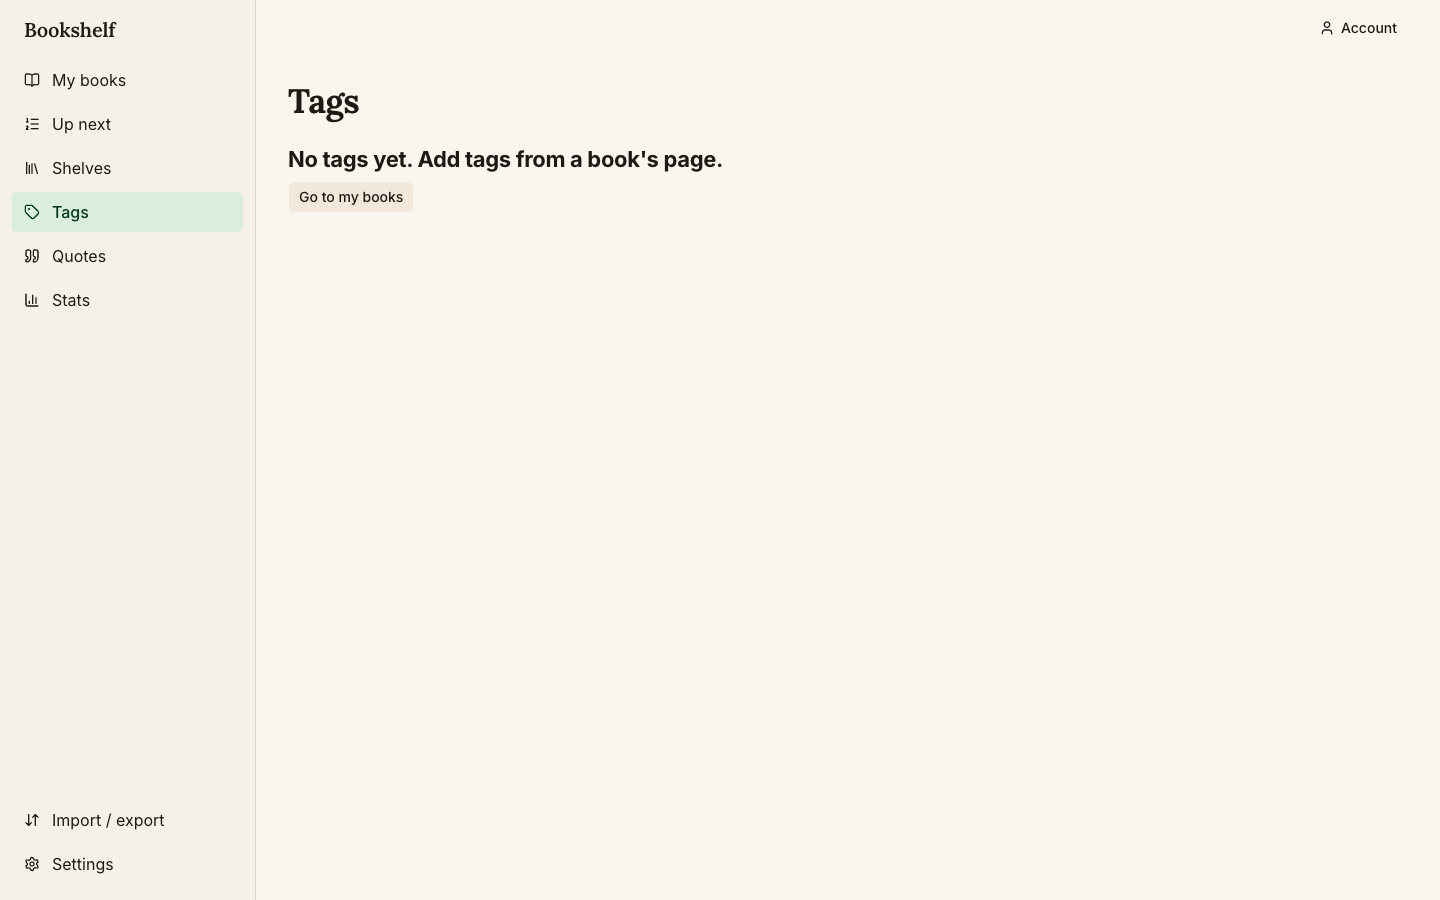 Bookshelf
My books
Up next
Shelves
Tags
Quotes
Stats
Import / export
Settings
Account
Tags
No tags yet. Add tags from a book's page.
Go to my books